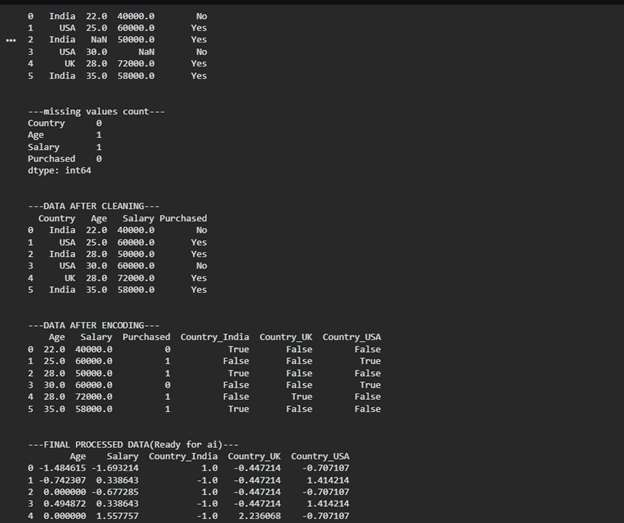 0 India 22.0 40000.0 No
1 USA 25.0 60000.0 Yes
... 2 India NaN 50000.0 Yes
3 USA 30.0 NaN No
4 UK 28.0 72000.0 Yes
5 India 35.0 58000.0 Yes
---missing values count---
Country 0
Age 1
Salary 1
Purchased 0
dtype: int64
---DATA AFTER CLEANING---
Country Age Salary Purchased
0 India 22.0 40000.0 No
1 USA 25.0 60000.0 Yes
2 India 28.0 50000.0 Yes
3 USA 30.0 60000.0 No
4 UK 28.0 72000.0 Yes
5 India 35.0 58000.0 Yes
---DATA AFTER ENCODING---
Age Salary Purchased Country_India Country_UK Country_USA
0 22.0 40000.0 0 True False False
1 25.0 60000.0 1 False False True
2 28.0 50000.0 1 True False False
3 30.0 60000.0 0 False False True
4 28.0 72000.0 1 False True False
5 35.0 58000.0 1 True False False
---FINAL PROCESSED DATA(Ready for ai)---
Age Salary Country_India Country_UK Country_USA
0 -1.484615 -1.693214 1.0 -0.447214 -0.707107
1 -0.742307 0.338643 -1.0 -0.447214 1.414214
2 0.000000 -0.677285 1.0 -0.447214 -0.707107
3 0.494872 0.338643 -1.0 -0.447214 1.414214
4 0.000000 1.557757 -1.0 2.236068 -0.707107